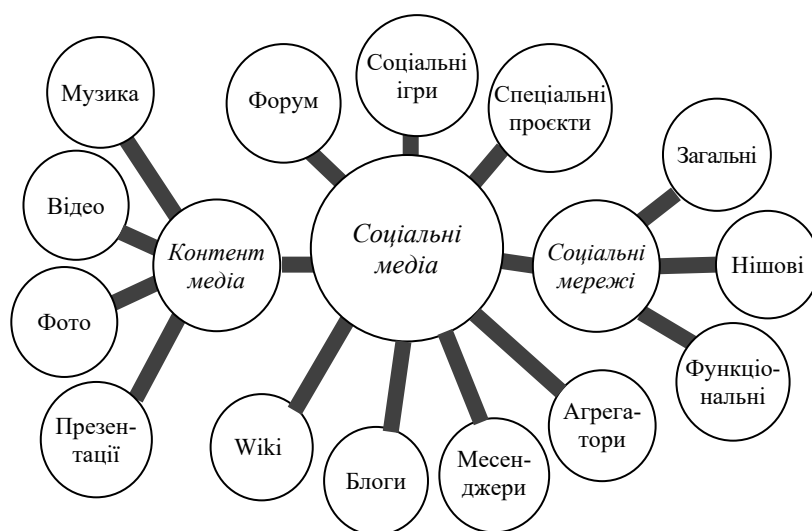 Музика
Форум
Соціальні
ігри
Спеціальні
проєкти
Загальні
Відео
Контент
медіа
Соціальні
медіа
Соціальні
мережі
Нішові
Фото
Функціо-
нальні
Презен-
тації
Wiki
Блоги
Месен-
джери
Агрега-
тори